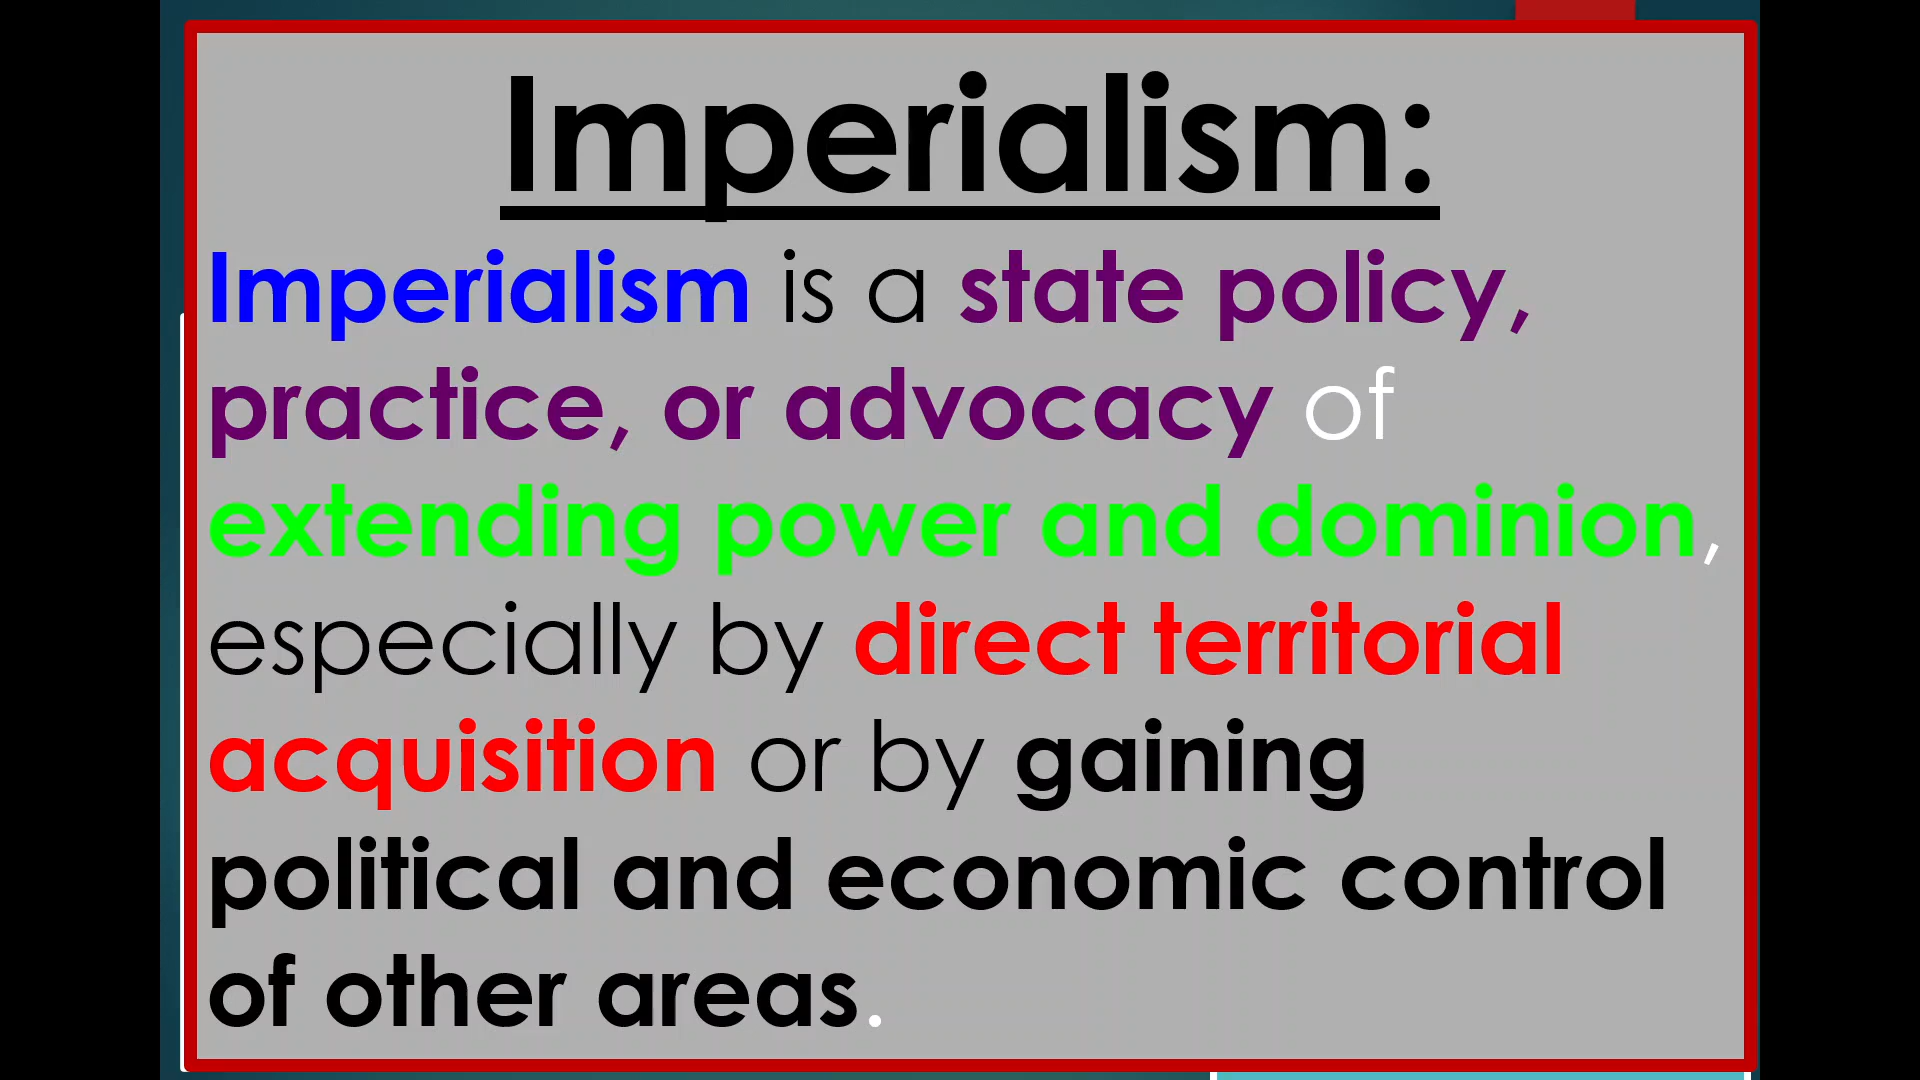 Imperialism:
Imperialism is a state policy,
practice, or advocacy of
extending power and dominion,
especially by direct territorial
acquisition or by gaining
political and economic control
of other areas.